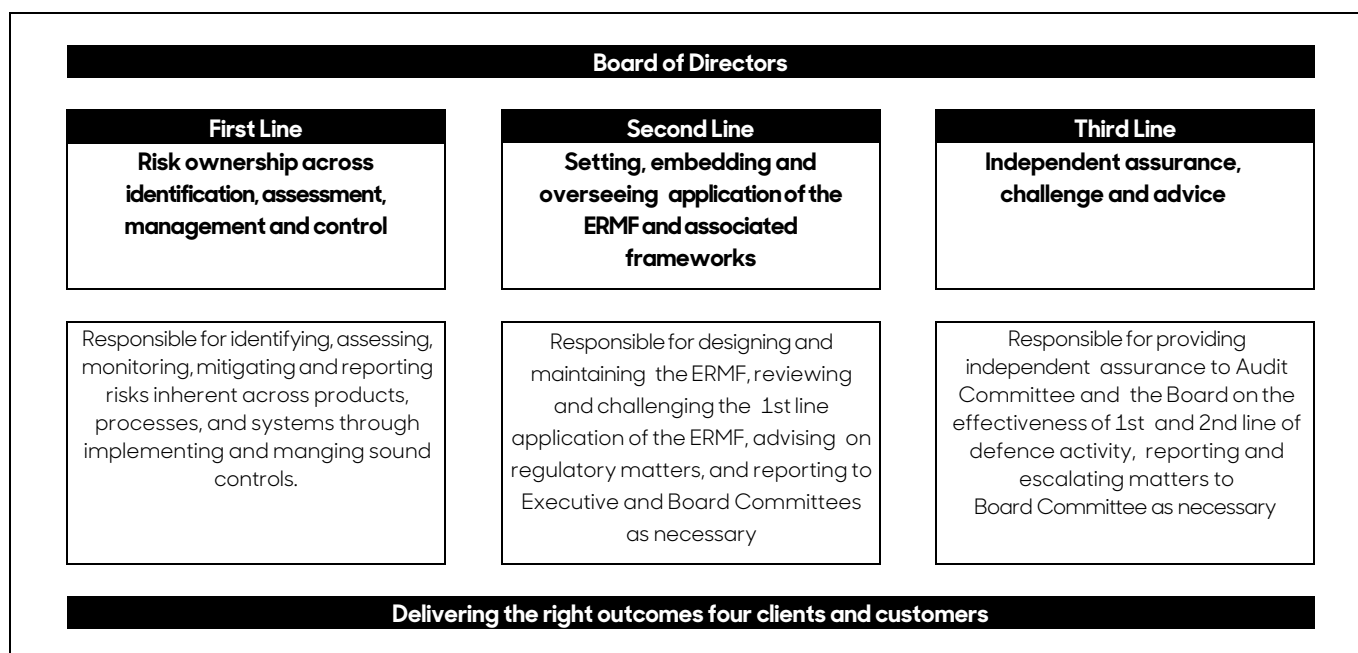 Board of Directors
First Line
Risk ownership across
identification, assessment,
management and control
Second Line
Setting, embedding and
overseeing application of the
ERMF and associated
frameworks
Third Line
Independent assurance,
challenge and advice
Responsible for identifying, assessing,
monitoring, mitigating and reporting
risks inherent across products,
processes, and systems through
implementing and manging sound
controls.
Responsible for designing and
maintaining the ERMF, reviewing
and challenging the 1st line
application of the ERMF, advising on
regulatory matters, and reporting to
Executive and Board Committees
as necessary
Responsible for providing
independent assurance to Audit
Committee and the Board on the
effectiveness of 1st and 2nd line of
defence activity, reporting and
escalating matters to
Board Committee as necessary
Delivering the right outcomes four clients and customers